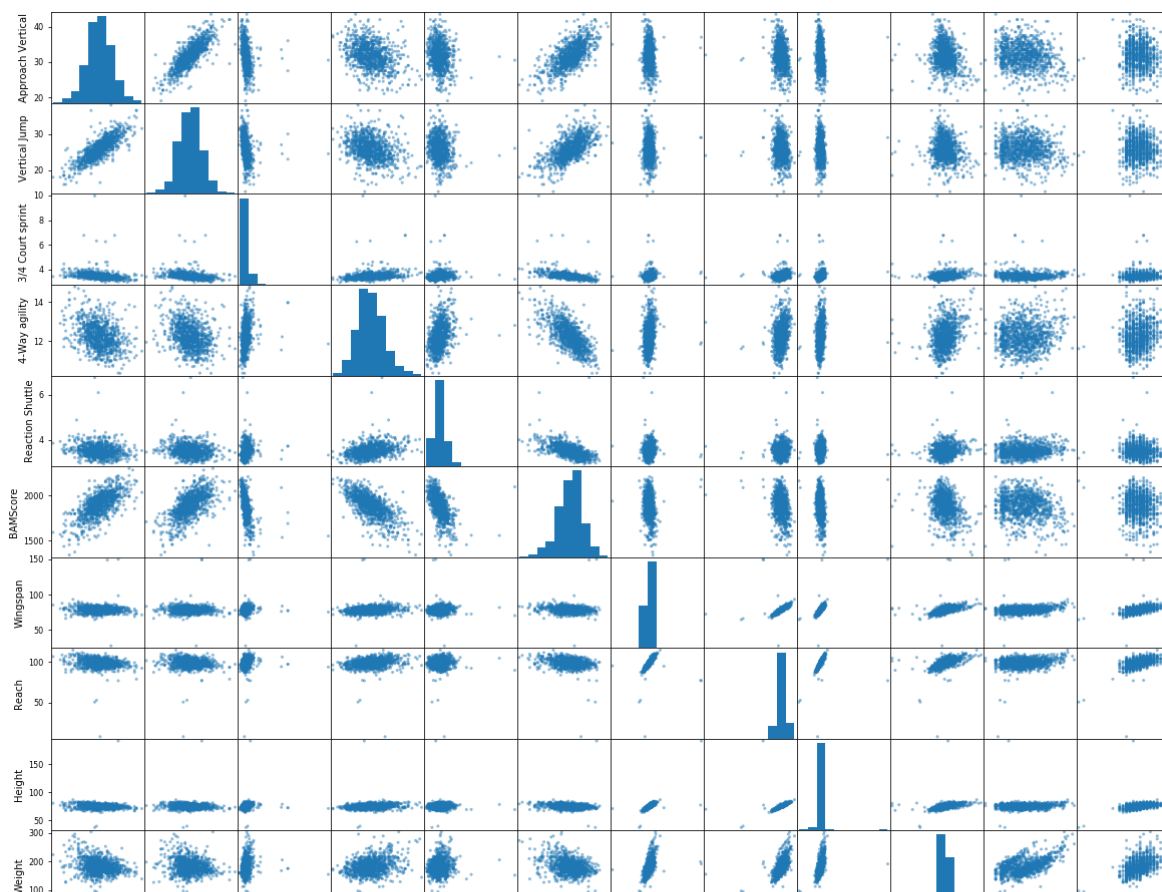 Approach Vertical
40
30
20
Vertical Jump
30
20
3/4 Court sprint
10
8
6
4
4-Way agility
14
12
Reaction Shuttle
6
4
BAMScore
2000
1500
Wingspan
150
100
50
Reach
100
50
Height
150
100
50
Weight
300
200
100